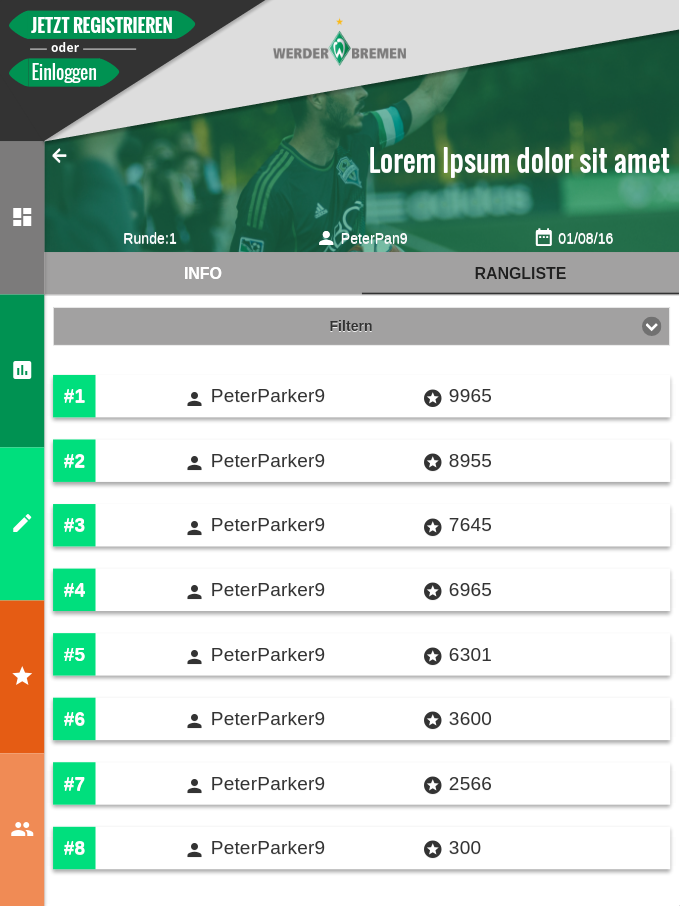 JETZT REGISTRIEREN
oder
Einloggen
WERDER BREMEN
Lorem Ipsum dolor sit amet
Runde:1 PeterPan9 01/08/16
INFO RANGLISTE
Filtern
#1 PeterParker9 9965
#2 PeterParker9 8955
#3 PeterParker9 7645
#4 PeterParker9 6965
#5 PeterParker9 6301
#6 PeterParker9 3600
#7 PeterParker9 2566
#8 PeterParker9 300